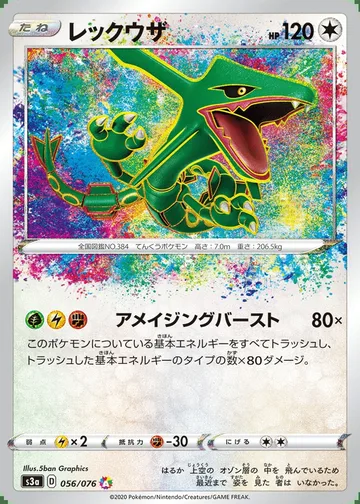 たね レックウザ HP 120
全国図鑑NO.384 てんくうポケモン 高さ:7.0m 重さ:206.5kg
アメイジングバースト 80×
このポケモンについている基本エネルギーをすべてトラッシュし、
トラッシュした基本エネルギーのタイプの数×80ダメージ。
弱点 ×2 抵抗力 -30 にげる
Illus.5ban Graphics
s3a D 056/076
はるか 上空の オゾン層の 中を 飛んで いたため
最近まで 姿を 見た 者は いなかった。
©2020 Pokémon/Nintendo/Creatures/GAME FREAK.